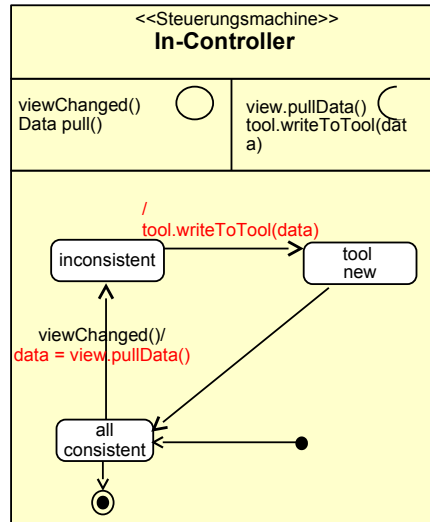 <<Steuerungsmachine>>
In-Controller
viewChanged()
Data pull()
view.pullData()
tool.writeToTool(dat
a)
/
tool.writeToTool(data)
inconsistent
tool
new
viewChanged()/
data = view.pullData()
all
consistent